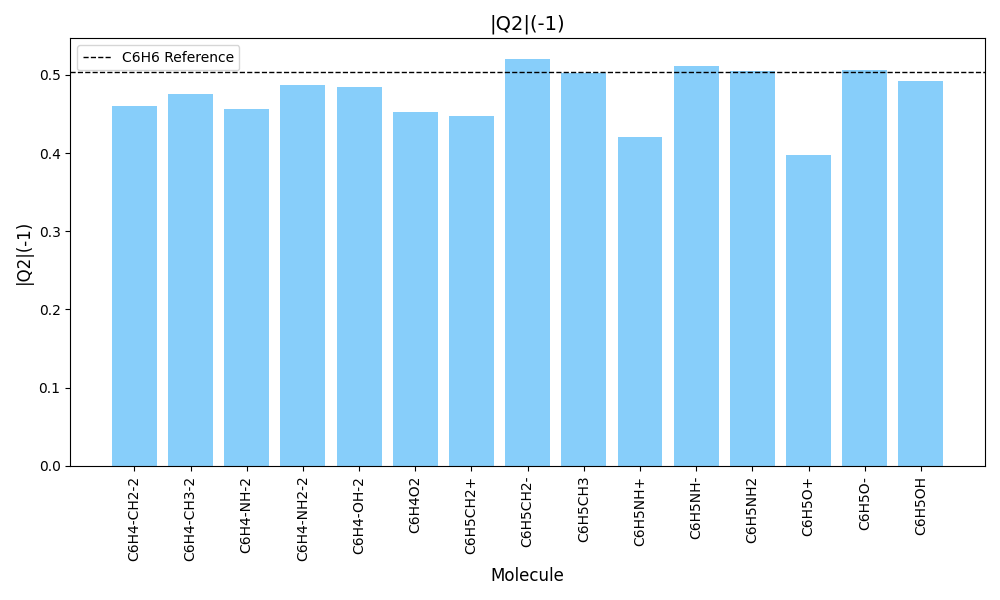 |Q2|(-1)
C6H6 Reference
|Q2|(-1)
0.5
0.4
0.3
0.2
0.1
0.0
C6H4-CH2-2
C6H4-CH3-2
C6H4-NH-2
C6H4-NH2-2
C6H4-OH-2
C6H4O2
C6H5CH2+
C6H5CH2-
C6H5CH3
C6H5NH+
C6H5NH-
C6H5NH2
C6H5O+
C6H5O-
C6H5OH
Molecule